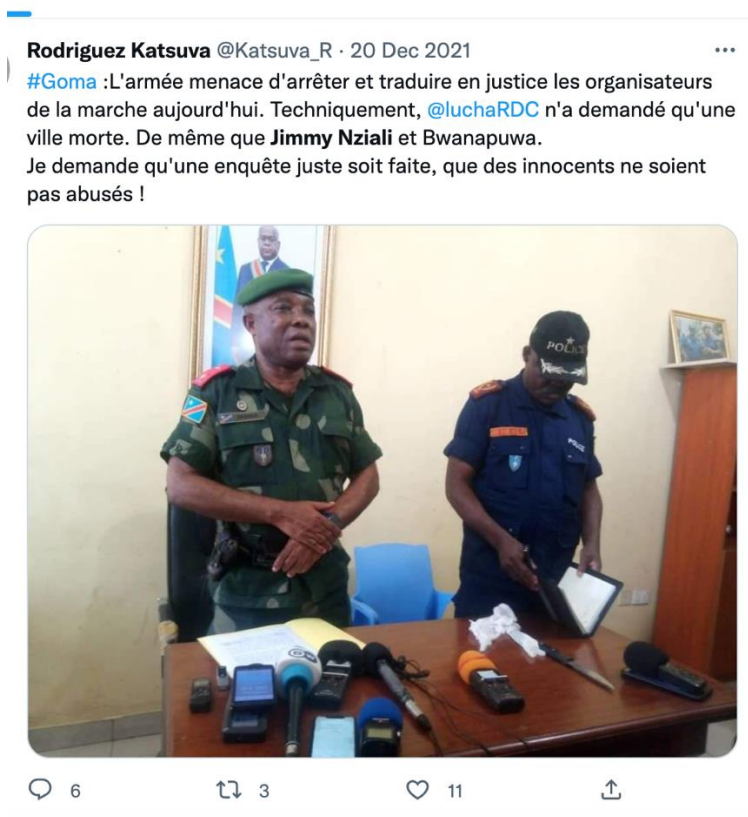 Rodriguez Katsuva @Katsuva_R · 20 Dec 2021
#Goma :L'armée menace d'arrêter et traduire en justice les organisateurs
de la marche aujourd'hui. Techniquement, @luchaRDC n'a demandé qu'une
ville morte. De même que Jimmy Nziali et Bwanapuwa.
Je demande qu'une enquête juste soit faite, que des innocents ne soient
pas abusés !
POLICE
POLICE
6 3 11